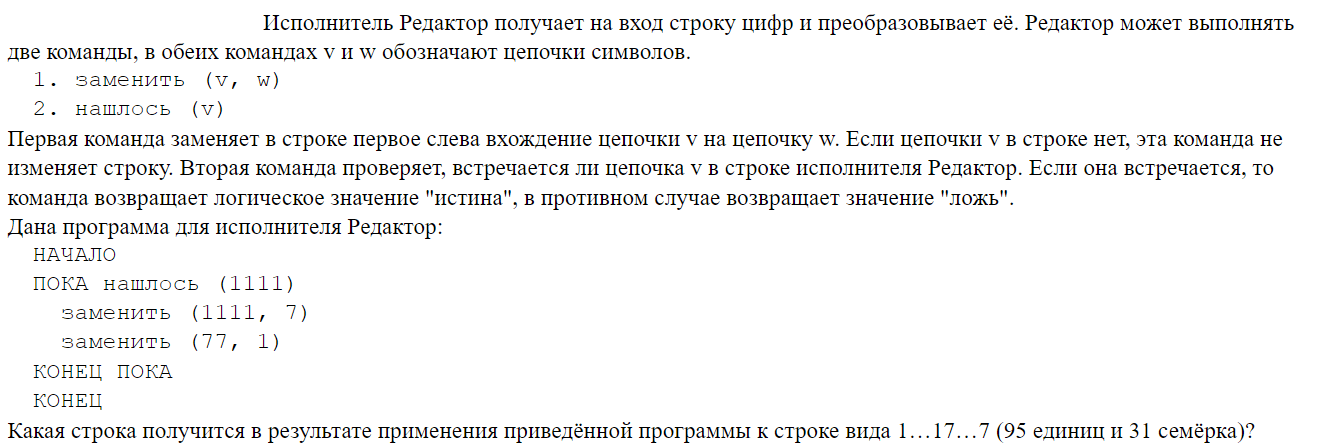 Исполнитель Редактор получает на вход строку цифр и преобразовывает её. Редактор может выполнять
две команды, в обеих командах v и w обозначают цепочки символов.
1. заменить (v, w)
2. нашлось (v)
Первая команда заменяет в строке первое слева вхождение цепочки v на цепочку w. Если цепочки v в строке нет, эта команда не
изменяет строку. Вторая команда проверяет, встречается ли цепочка v в строке исполнителя Редактор. Если она встречается, то
команда возвращает логическое значение "истина", в противном случае возвращает значение "ложь".
Дана программа для исполнителя Редактор:
НАЧАЛО
ПОКА нашлось (1111)
заменить (1111, 7)
заменить (77, 1)
КОНЕЦ ПОКА
КОНЕЦ
Какая строка получится в результате применения приведённой программы к строке вида 1…17…7 (95 единиц и 31 семёрка)?